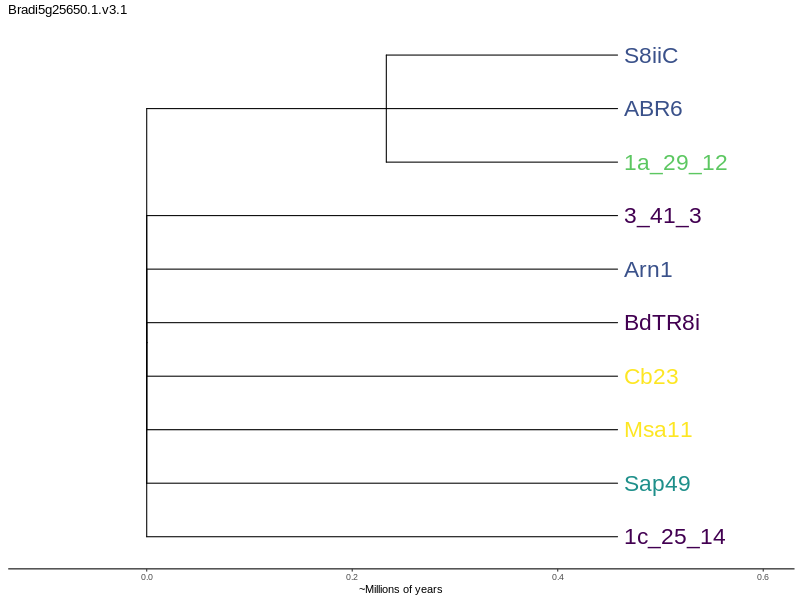 Bradi5g25650.1.v3.1
S8iiC
ABR6
1a_29_12
3_41_3
Arn1
BdTR8i
Cb23
Msa11
Sap49
1c_25_14
0.0 0.2 0.4 0.6
~Millions of years